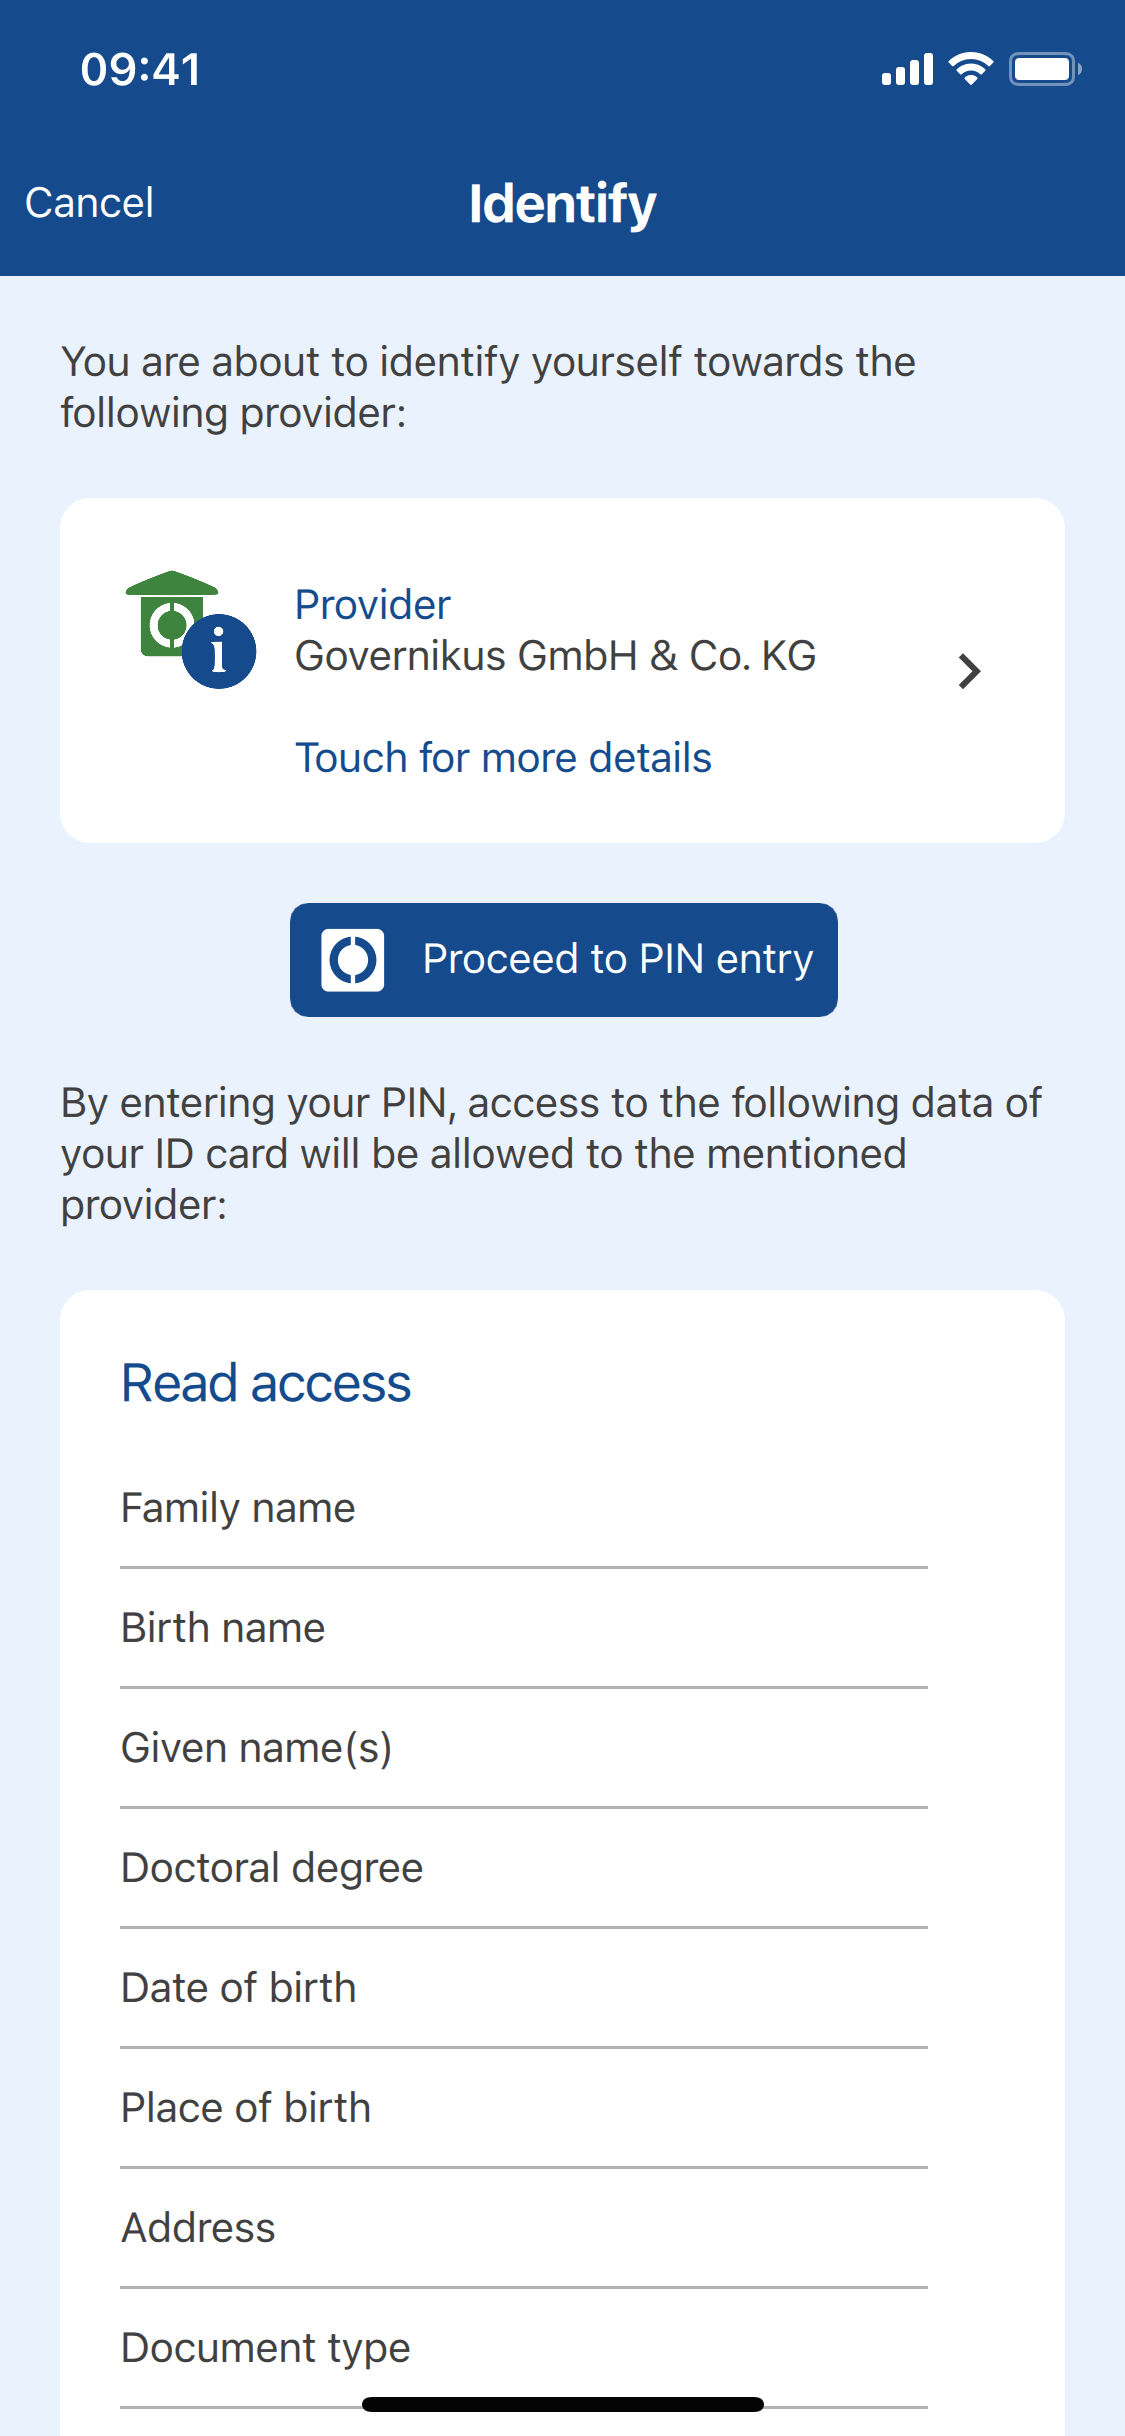 09:41
Cancel
Identify
You are about to identify yourself towards the
following provider:
Provider
Governikus GmbH & Co. KG
Touch for more details
Proceed to PIN entry
By entering your PIN, access to the following data of
your ID card will be allowed to the mentioned
provider:
Read access
Family name
Birth name
Given name(s)
Doctoral degree
Date of birth
Place of birth
Address
Document type